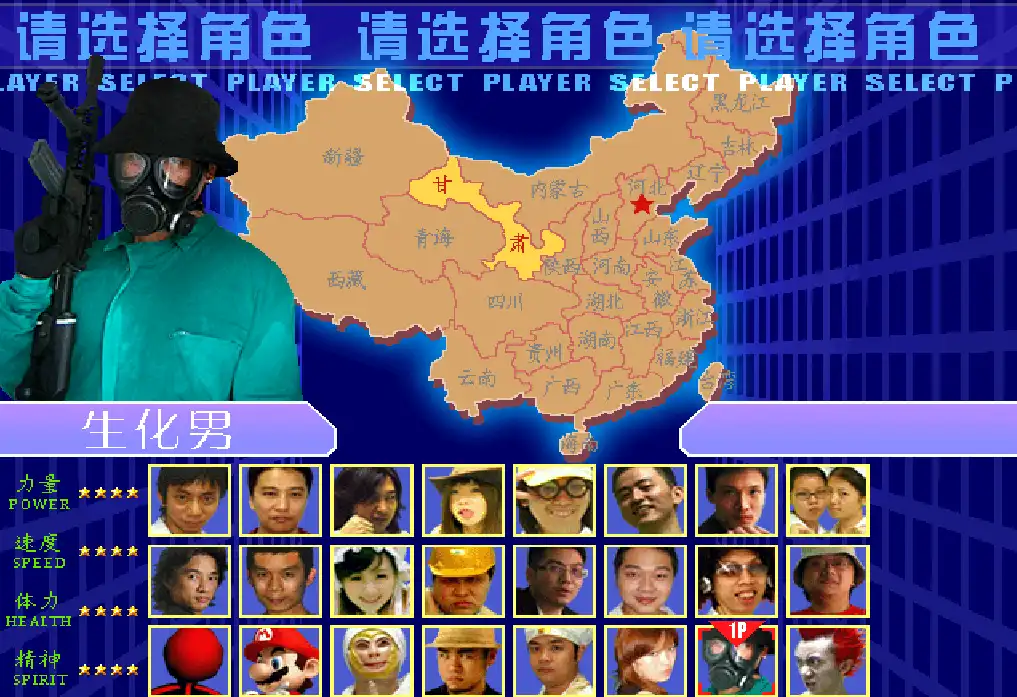 请选择角色 请选择角色 请选择角色
LAYER SELECT PLAYER SELECT PLAYER SELECT PLAYER SELECT P
黑龙江
吉林
辽宁
新疆
内蒙古
河北
甘肃
山西
山东
青海
陕西
河南
江苏
安徽
西藏
四川
湖北
浙江
湖南
江西
贵州
福建
云南
广西
广东
台湾
海南
生化男
力量
POWER
速度
SPEED
体力
HEALTH
精神
SPIRIT
1P